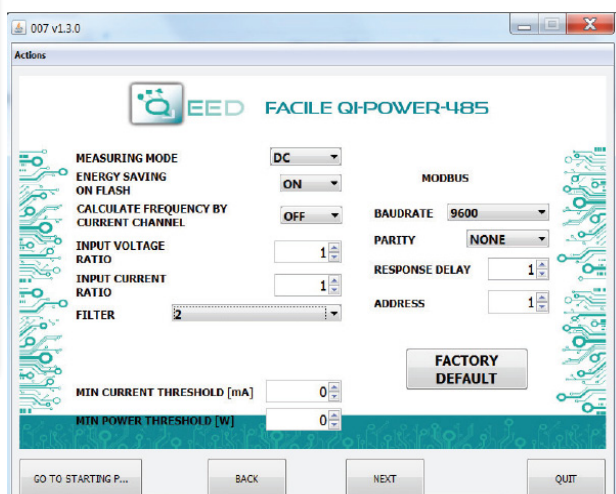 007 v1.3.0
Actions
QEED FACILE QI-POWER-485
MEASURING MODE DC
ENERGY SAVING
ON FLASH ON
CALCULATE FREQUENCY BY
CURRENT CHANNEL OFF
INPUT VOLTAGE
RATIO 1
INPUT CURRENT
RATIO 1
FILTER 2
MIN CURRENT THRESHOLD [mA] 0
MIN POWER THRESHOLD [W] 0
MODBUS
BAUDRATE 9600
PARITY NONE
RESPONSE DELAY 1
ADDRESS 1
FACTORY
DEFAULT
GO TO STARTING P... BACK NEXT QUIT